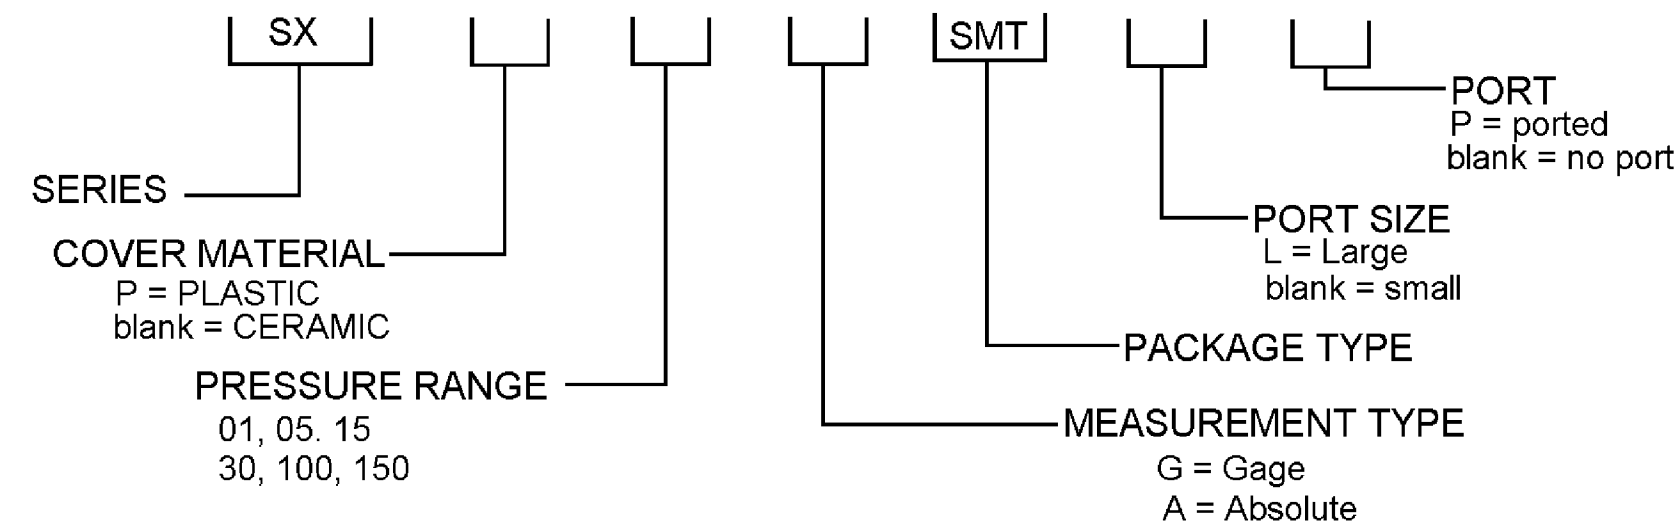 SX
SMT
PORT
P = ported
blank = no port
SERIES
PORT SIZE
L = Large
blank = small
COVER MATERIAL
P = PLASTIC
blank = CERAMIC
PACKAGE TYPE
PRESSURE RANGE
01, 05. 15
30, 100, 150
MEASUREMENT TYPE
G = Gage
A = Absolute